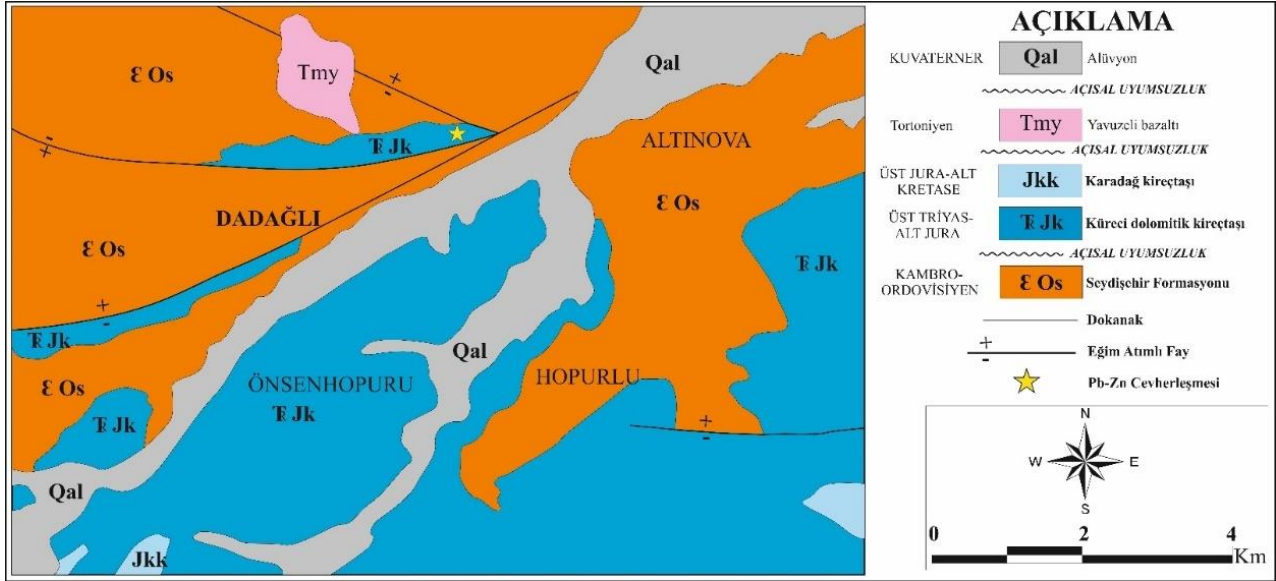 Ɛ Os
Tmy
+
-
Qal
+
-
Ŧ Jk
ALTINOVA
Ɛ Os
DADAĞLI
Ɛ Os
Ŧ Jk
+
-
Ŧ Jk
Qal
ÖNSENHOPURU
Ŧ Jk
HOPURLU
Ɛ Os
Ŧ Jk
+
-
Qal
Jkk
AÇIKLAMA
KUVATERNER Qal Alüvyon
AÇISAL UYUMSUZLUK
Tortoniyen Tmy Yavuzeli bazaltı
AÇISAL UYUMSUZLUK
ÜST JURA-ALT
KRETASE Jkk Karadağ kireçtaşı
ÜST TRİYAS-
ALT JURA Ŧ Jk Küreci dolomitik kireçtaşı
AÇISAL UYUMSUZLUK
KAMBRO-
ORDOVİSİYEN Ɛ Os Seydişehir Formasyonu
Dokanak
+
-
Eğim Atımlı Fay
Pb-Zn Cevherleşmesi
N
W E
S
0 2 4
Km